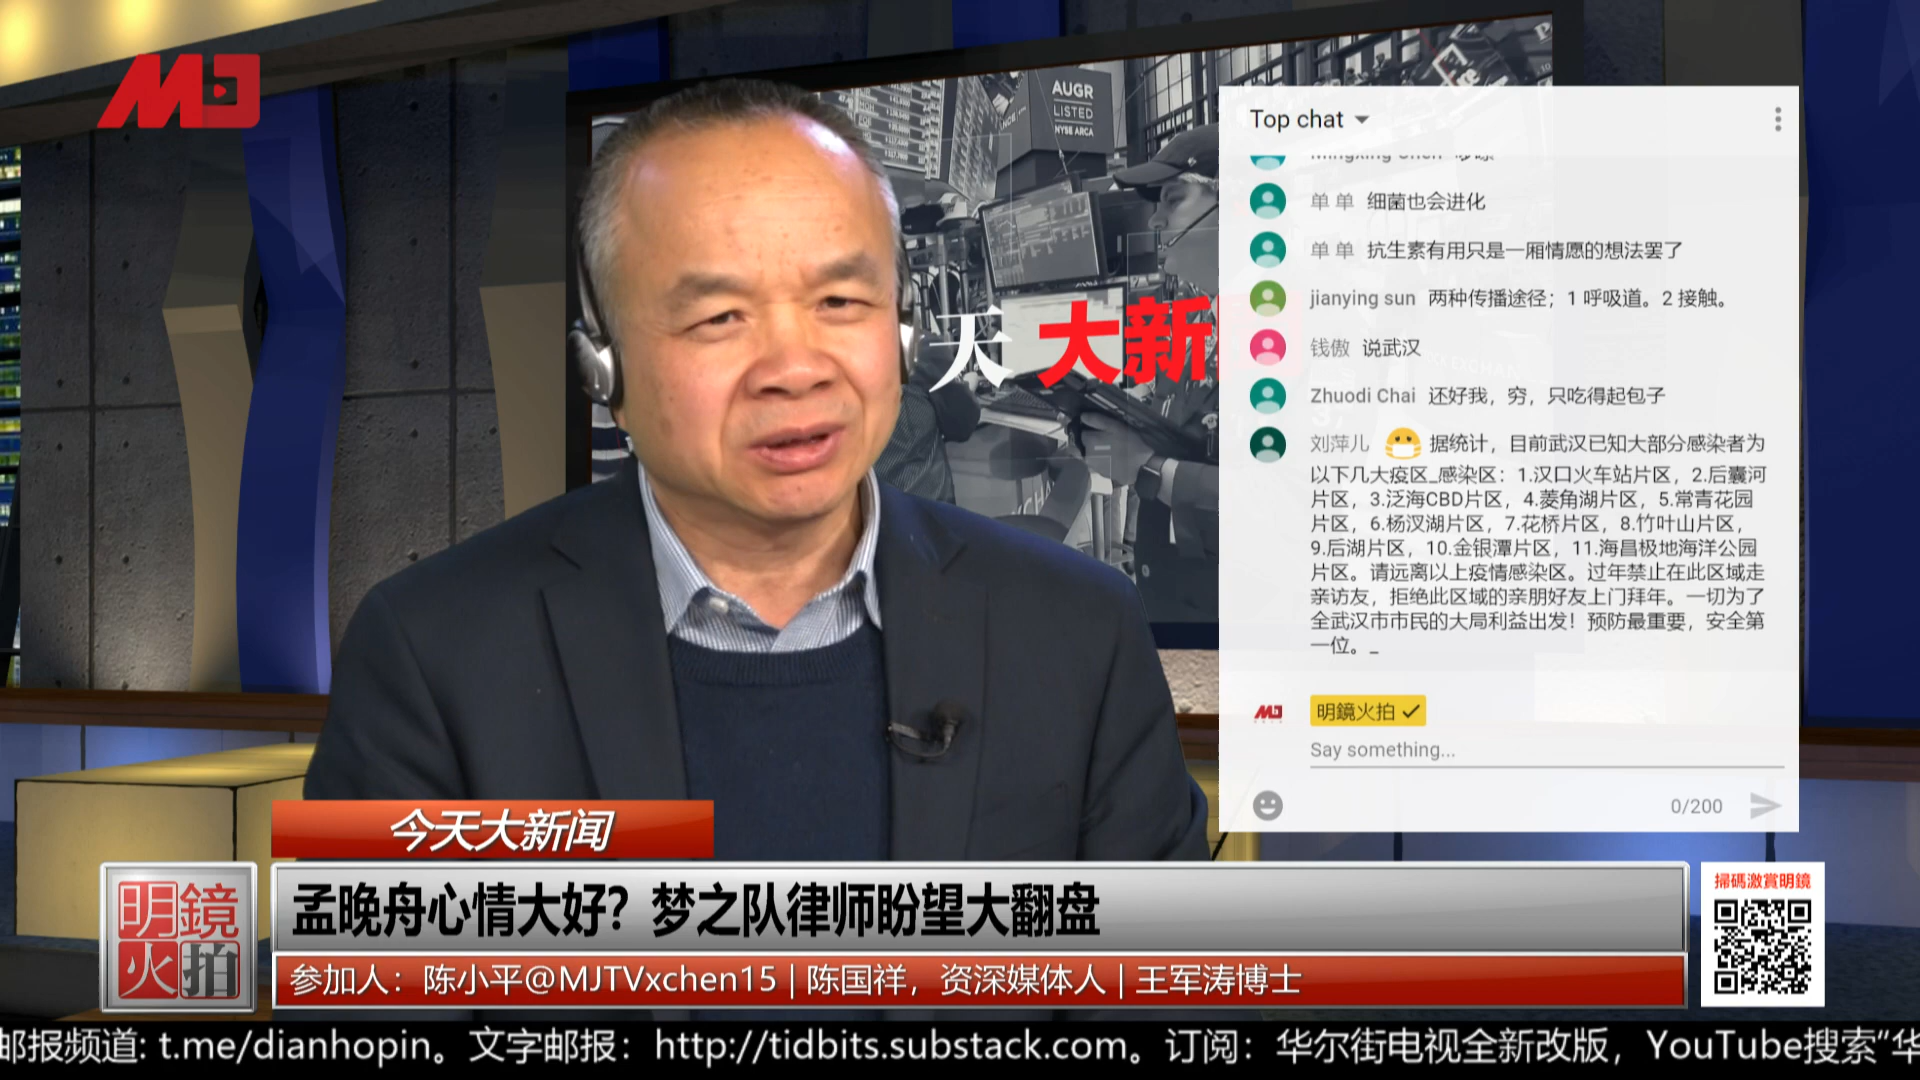 MJ
AUGR
LISTED
NYSE ARCA
天 大新
Top chat
单 单 细菌也会进化
单 单 抗生素有用只是一厢情愿的想法罢了
jianying sun 两种传播途径；1 呼吸道。2 接触。
钱傲 说武汉
Zhuodi Chai 还好我，穷，只吃得起包子
刘萍儿 据统计，目前武汉已知大部分感染者为
以下几大疫区_感染区：1.汉口火车站片区，2.后囊河
片区，3.泛海CBD片区，4.菱角湖片区，5.常青花园
片区，6.杨汊湖片区，7.花桥片区，8.竹叶山片区，
9.后湖片区，10.金银潭片区，11.海昌极地海洋公园
片区。请远离以上疫情感染区。过年禁止在此区域走
亲访友，拒绝此区域的亲朋好友上门拜年。一切为了
全武汉市市民的大局利益出发！预防最重要，安全第
一位。_
MJ 明鏡火拍
Say something...
0/200
今天大新闻
明鏡
火拍
孟晚舟心情大好？梦之队律师盼望大翻盘
掃碼激賞明鏡
参加人：陈小平@MJTVxchen15 | 陈国祥，资深媒体人 | 王军涛博士
邮报频道: t.me/dianhopin。文字邮报：http://tidbits.substack.com。订阅：华尔街电视全新改版，YouTube搜索“华